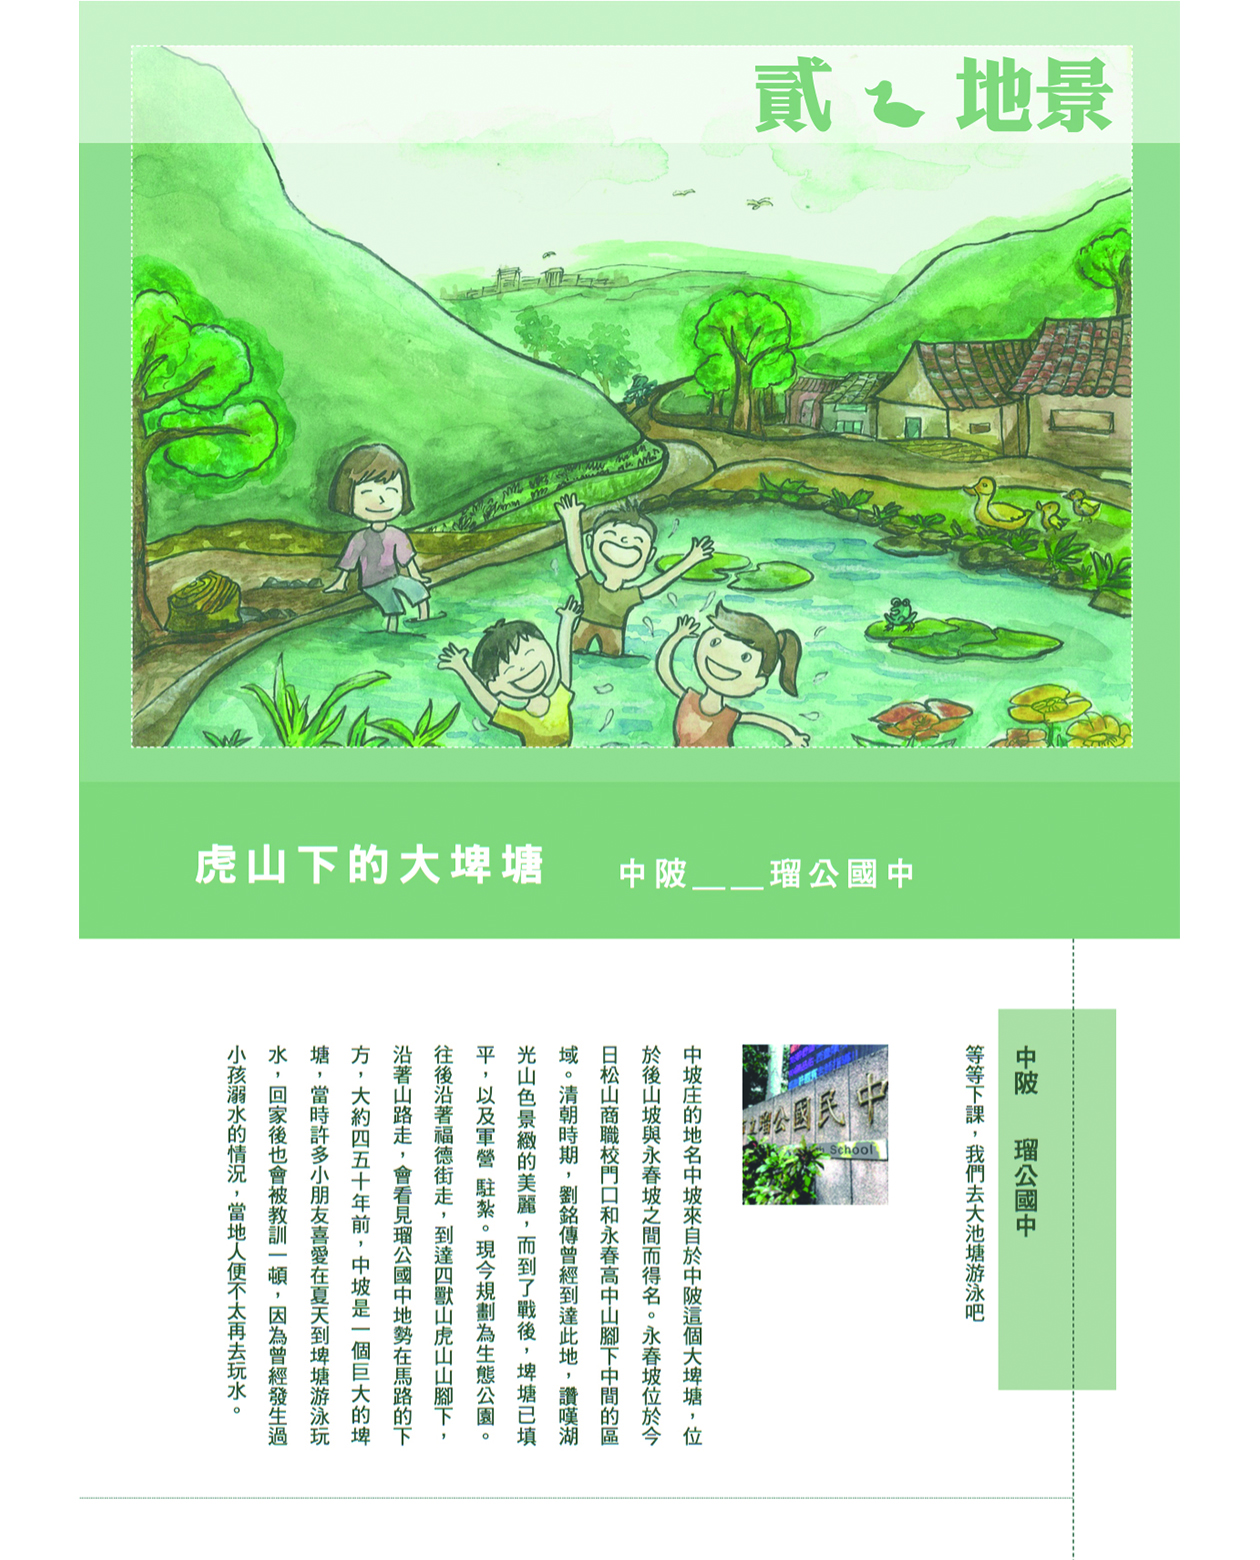 貳 地景
虎山下的大埤塘
中陂＿＿瑠公國中
中陂 瑠公國中
等等下課，我們去大池塘游泳吧
瑠公國民中
h School
中坡庄的地名中坡來自於中陂這個大埤塘，位
於後山坡與永春坡之間而得名。永春坡位於今
日松山商職校門口和永春高中山腳下中間的區
域。清朝時期，劉銘傳曾經到達此地，讚嘆湖
光山色景緻的美麗，而到了戰後，埤塘已填
平，以及軍營 駐紮。現今規劃為生態公園。
往後沿著福德街走，到達四獸山虎山山腳下，
沿著山路走，會看見瑠公國中地勢在馬路的下
方，大約四五十年前，中坡是一個巨大的埤
塘，當時許多小朋友喜愛在夏天到埤塘游泳玩
水，回家後也會被教訓一頓，因為曾經發生過
小孩溺水的情況，當地人便不太再去玩水。